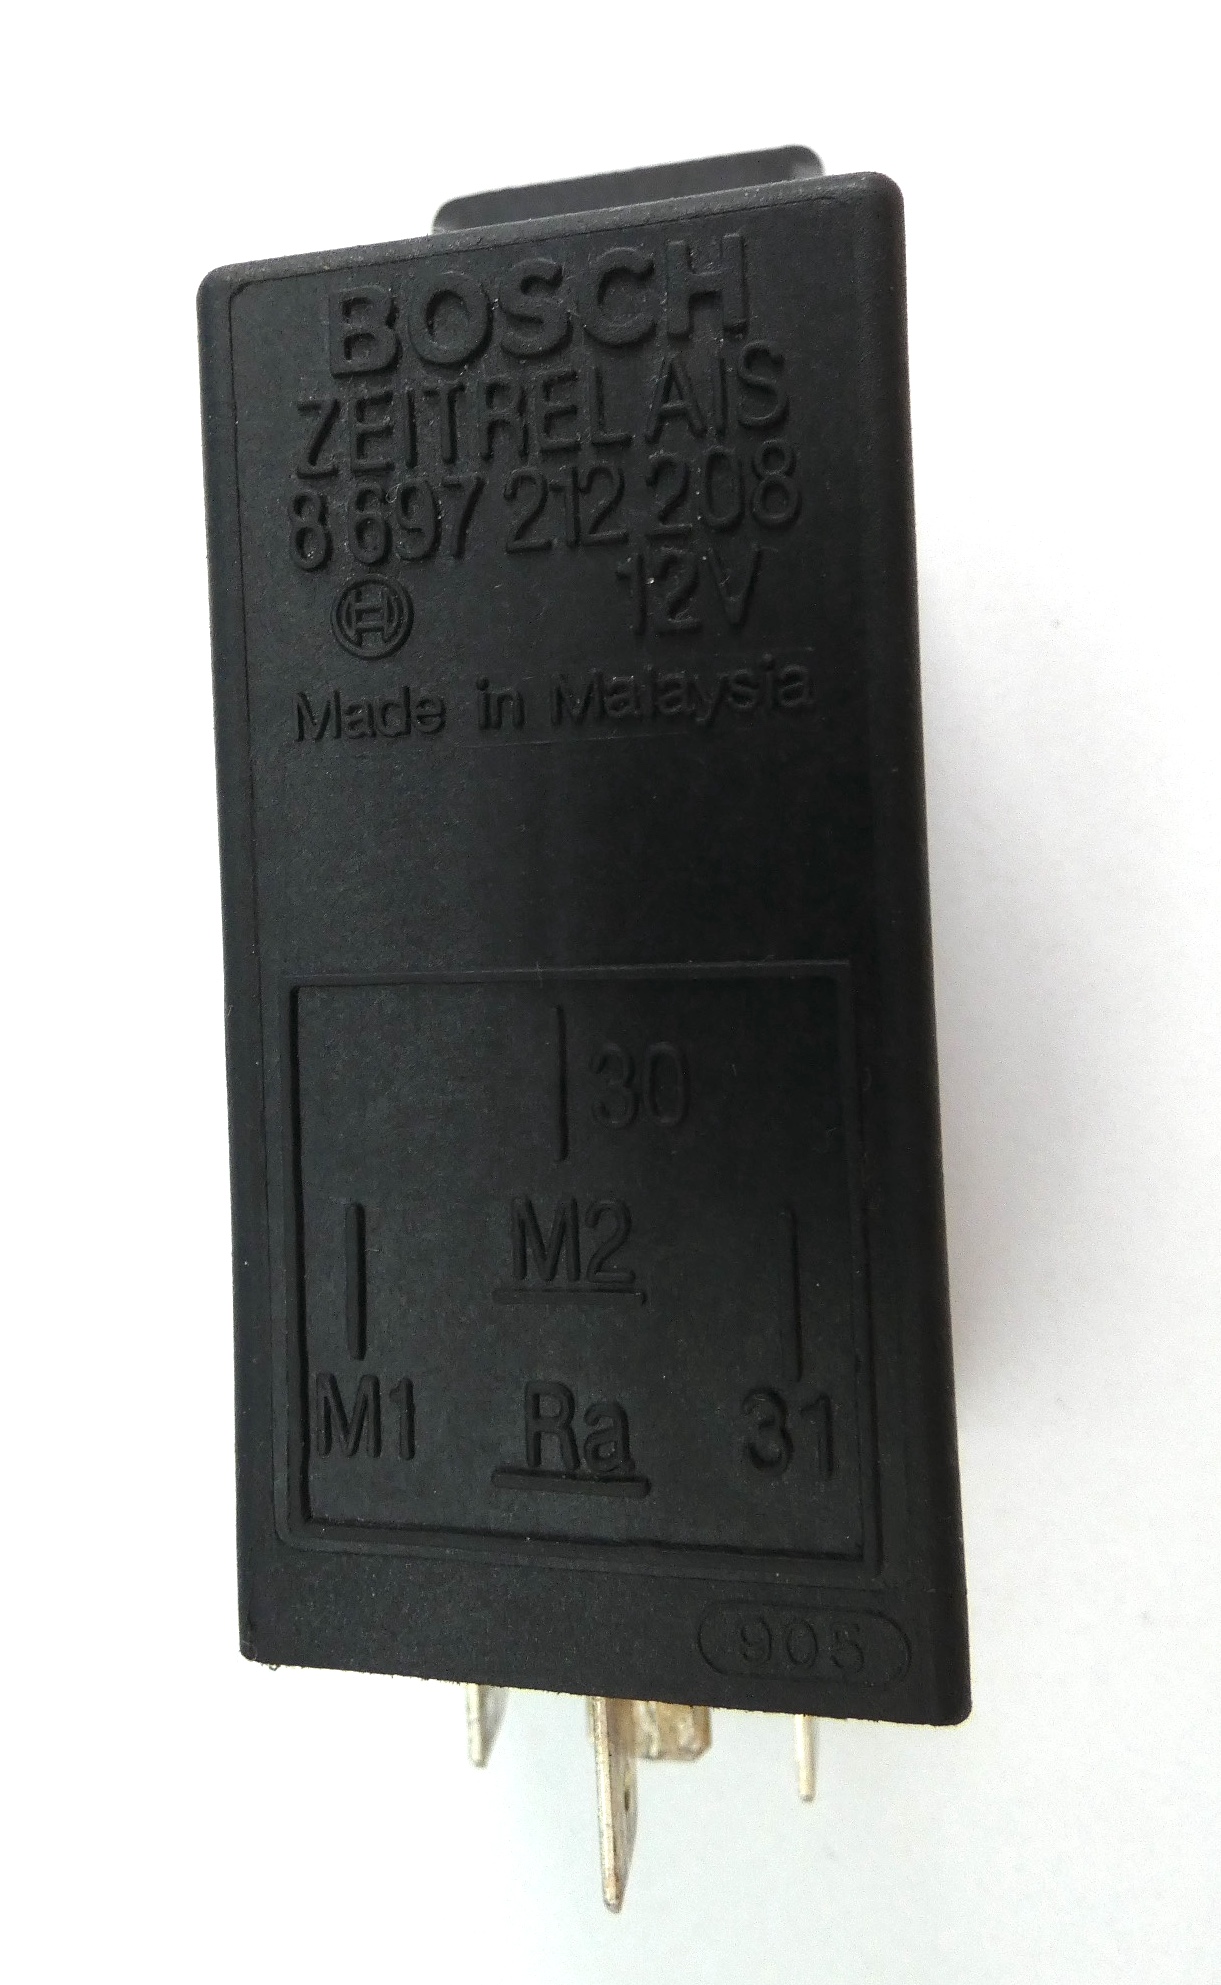 BOSCH
ZEITRELAIS
8 697 212 208
12V
Made in Malaysia
30
M2
M1 Ra 31
905